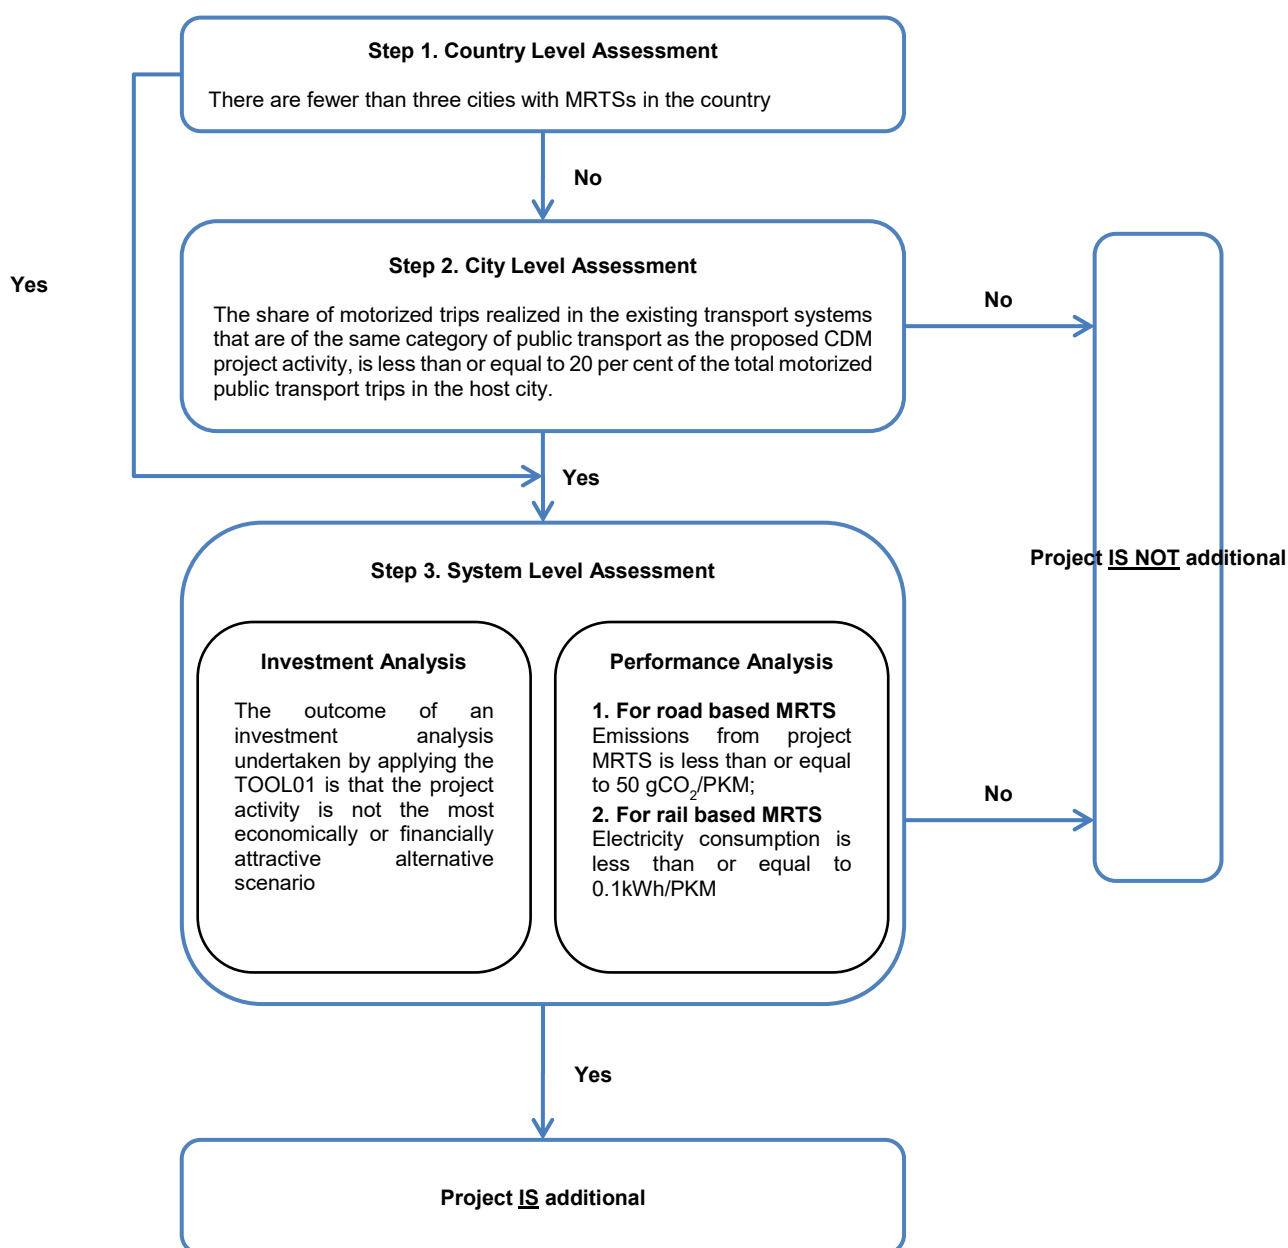 Step 1. Country Level Assessment
There are fewer than three cities with MRTSs in the country
No
Yes
Step 2. City Level Assessment
The share of motorized trips realized in the existing transport systems
that are of the same category of public transport as the proposed CDM
project activity, is less than or equal to 20 per cent of the total motorized
public transport trips in the host city.
No
Yes
Project IS NOT additional
Step 3. System Level Assessment
Investment Analysis
The outcome of an
investment analysis
undertaken by applying the
TOOL01 is that the project
activity is not the most
economically or financially
attractive alternative
scenario
Performance Analysis
1. For road based MRTS
Emissions from project
MRTS is less than or equal
to 50 gCO₂/PKM;
2. For rail based MRTS
Electricity consumption is
less than or equal to
0.1kWh/PKM
No
Yes
Project IS additional